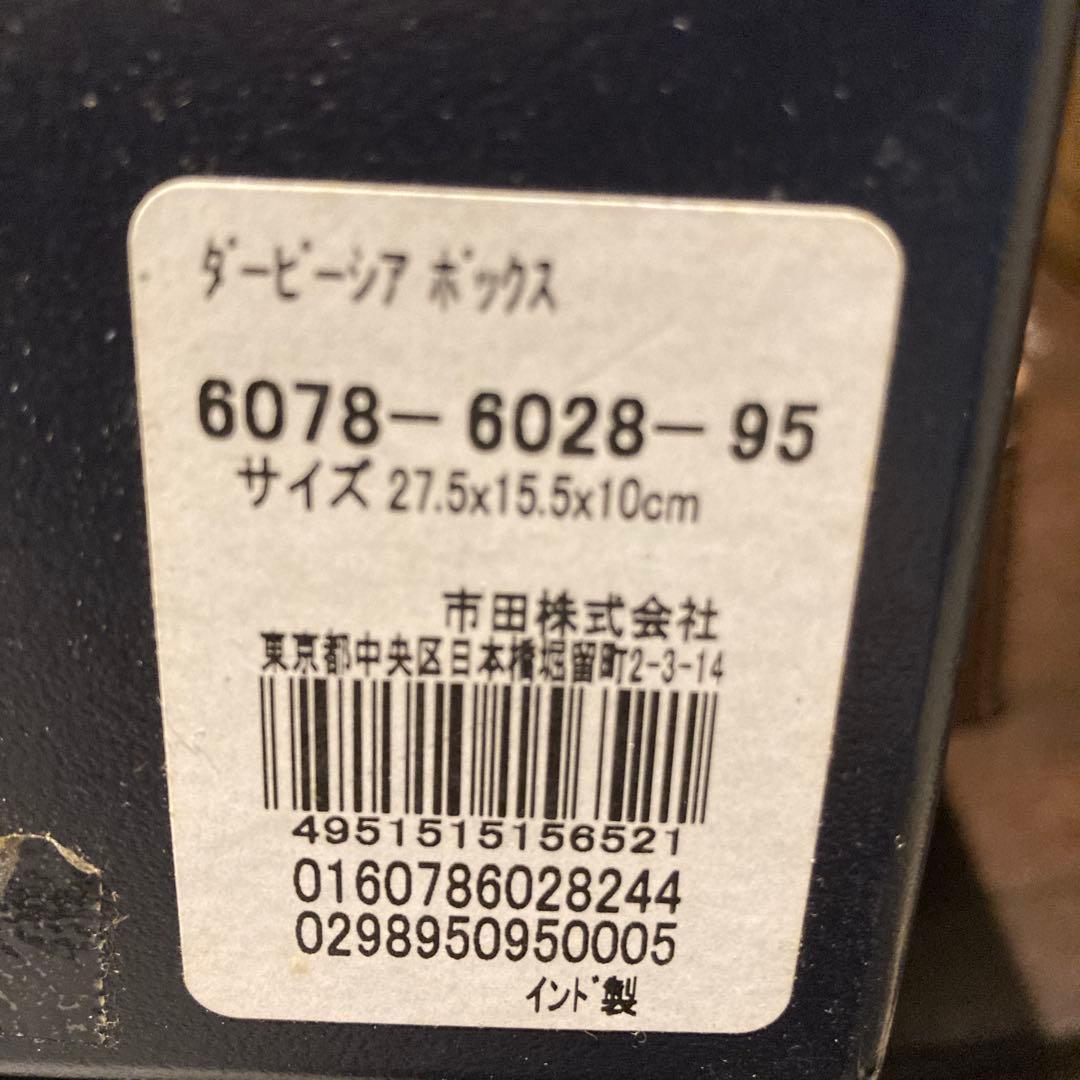 ﾀﾞｰﾋﾞｰｼｱ ﾎﾞｯｸｽ
6078－ 6028－ 95
サイズ 27.5x15.5x10cm
市田株式会社
東京都中央区日本橋堀留町2-3-14
4951515156521
0160786028244
0298950950005
ｲﾝﾄﾞ製